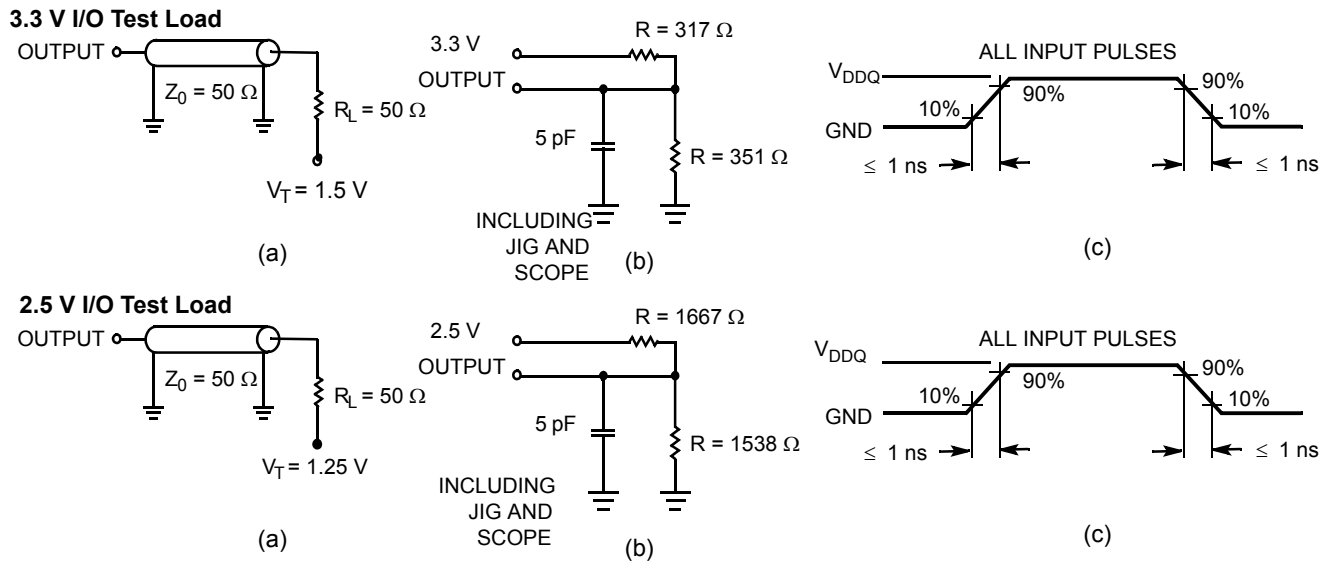 3.3 V I/O Test Load
OUTPUT
Z0 = 50 Ω
RL = 50 Ω
VT = 1.5 V
(a)
3.3 V
OUTPUT
R = 317 Ω
5 pF
R = 351 Ω
INCLUDING
JIG AND
SCOPE
(b)
ALL INPUT PULSES
VDDQ
GND
10%
90%
90%
10%
≤ 1 ns
≤ 1 ns
(c)
2.5 V I/O Test Load
OUTPUT
Z0 = 50 Ω
RL = 50 Ω
VT = 1.25 V
(a)
2.5 V
OUTPUT
R = 1667 Ω
5 pF
R = 1538 Ω
INCLUDING
JIG AND
SCOPE
(b)
ALL INPUT PULSES
VDDQ
GND
10%
90%
90%
10%
≤ 1 ns
≤ 1 ns
(c)